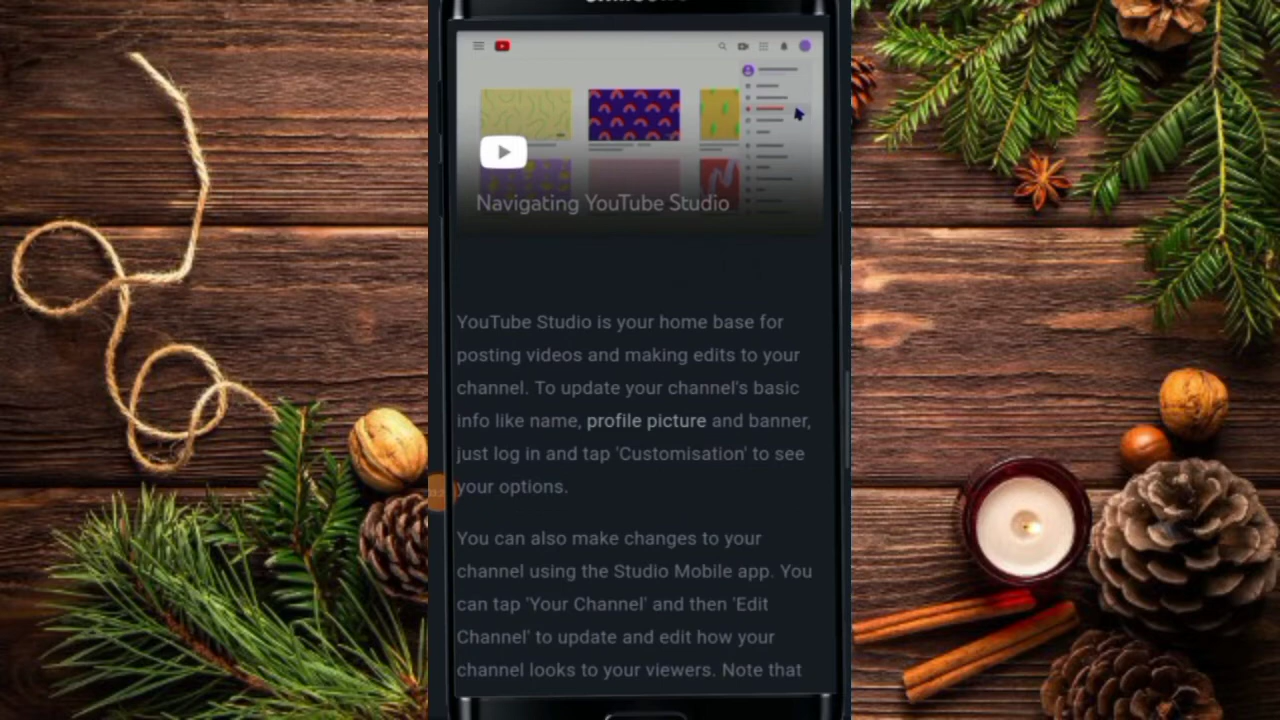 Navigating YouTube Studio
YouTube Studio is your home base for
posting videos and making edits to your
channel. To update your channel's basic
info like name, profile picture and banner,
just log in and tap 'Customisation' to see
your options.
You can also make changes to your
channel using the Studio Mobile app. You
can tap 'Your Channel' and then 'Edit
Channel' to update and edit how your
channel looks to your viewers. Note that